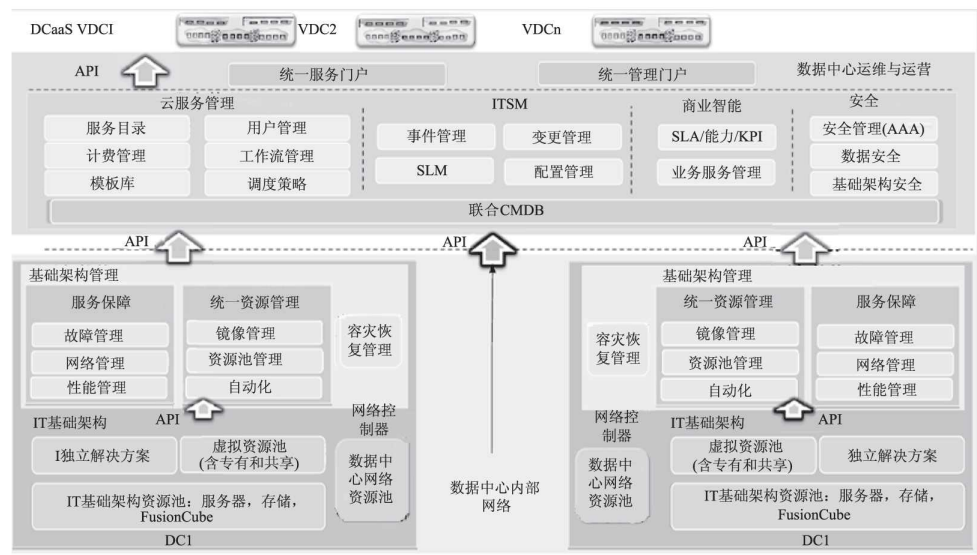 DCaaS VDCI
VDC2
VDCn
API
统一服务门户
统一管理门户
数据中心运维与运营
云服务管理
ITSM
商业智能
安全
服务目录
用户管理
事件管理
变更管理
SLA/能力/KPI
安全管理(AAA)
计费管理
工作流管理
数据安全
SLM
配置管理
业务服务管理
模板库
调度策略
基础架构安全
联合CMDB
API
API
API
基础架构管理
服务保障
统一资源管理
故障管理
网络管理
性能管理
镜像管理
资源池管理
自动化
容灾恢
复管理
API
IT基础架构
网络控
制器
I独立解决方案
虚拟资源池
(含专有和共享)
数据中
心网络
资源池
IT基础架构资源池：服务器，存储，
FusionCube
DC1
数据中心内部
网络
基础架构管理
容灾恢
复管理
统一资源管理
服务保障
镜像管理
资源池管理
自动化
故障管理
网络管理
性能管理
网络控
制器
IT基础架构
API
数据中
心网络
资源池
虚拟资源池
(含专有和共享)
独立解决方案
IT基础架构资源池：服务器，存储，
FusionCube
DC1